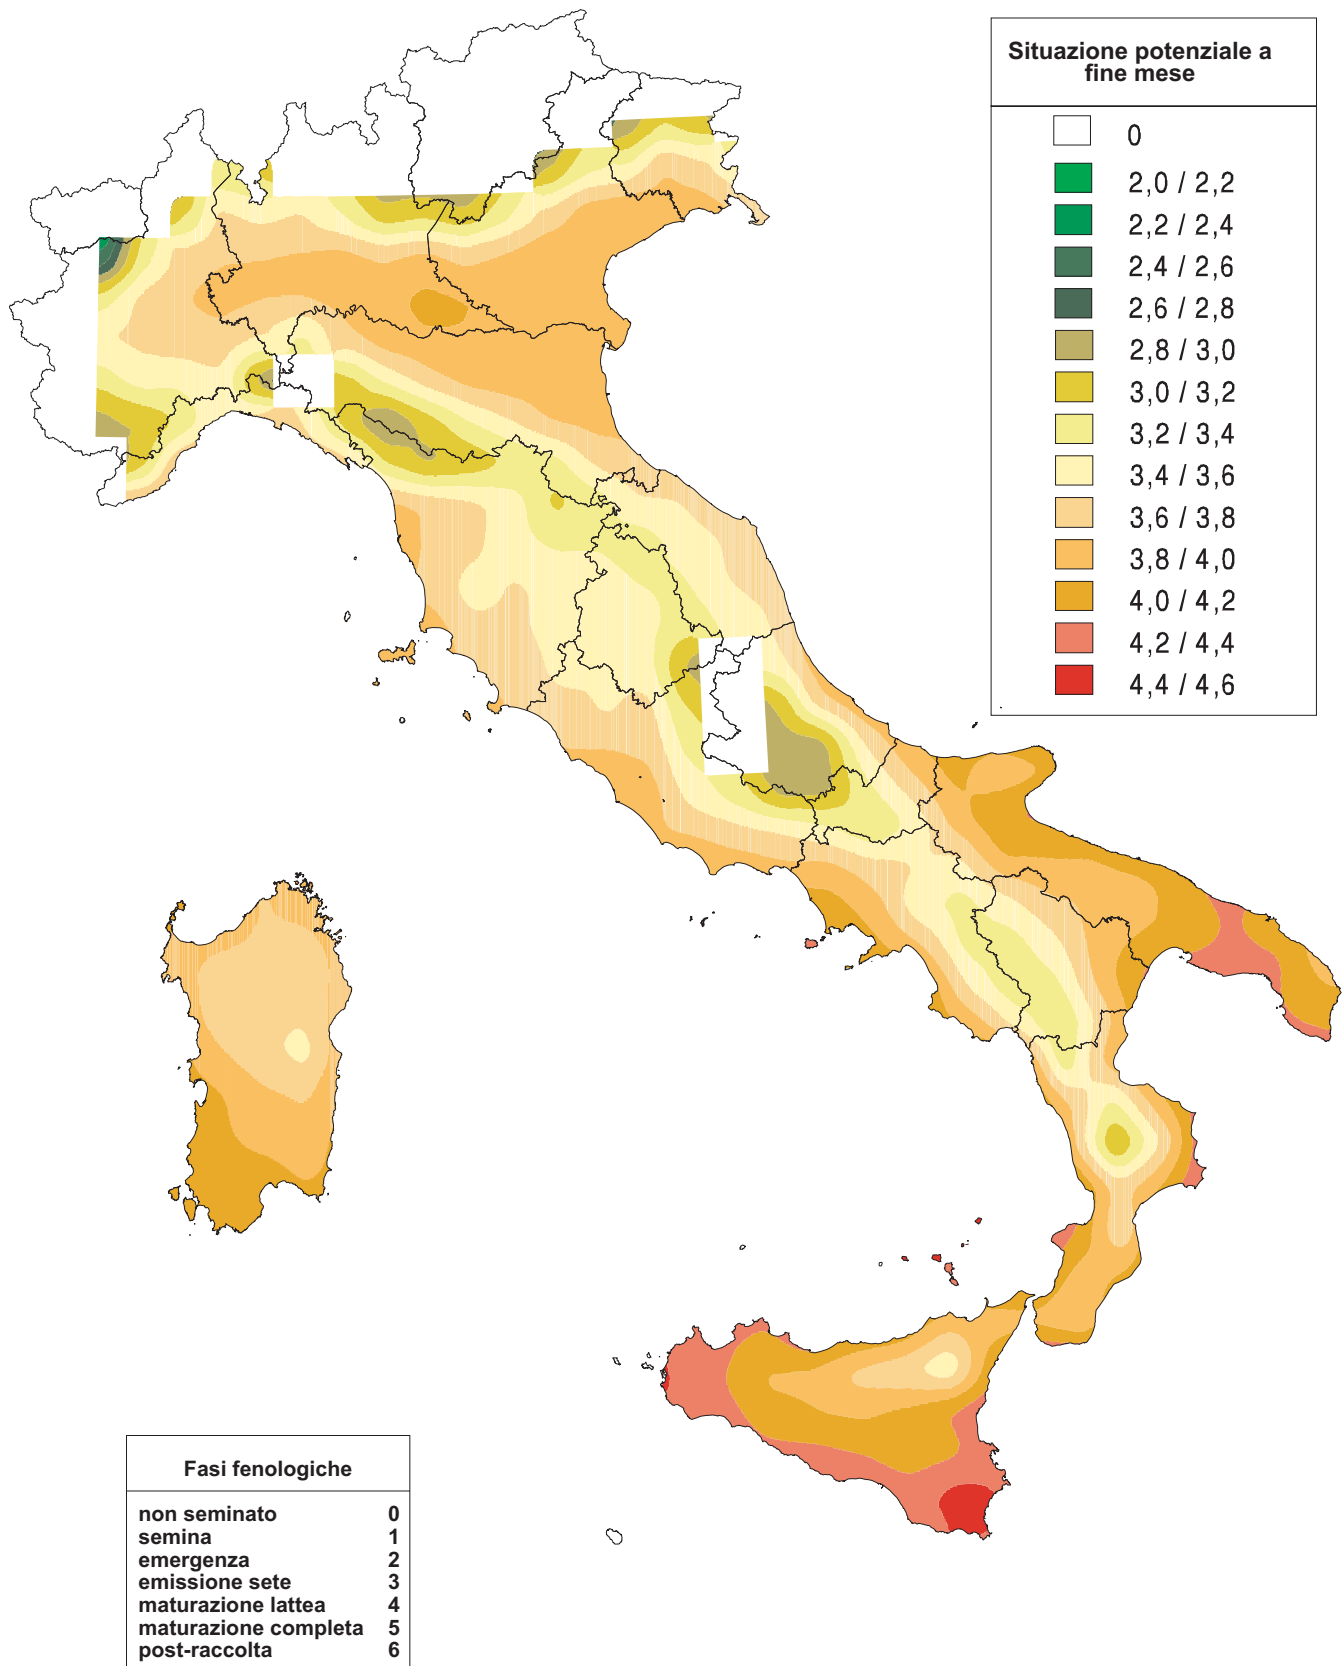 Situazione potenziale a
fine mese
0
2,0 / 2,2
2,2 / 2,4
2,4 / 2,6
2,6 / 2,8
2,8 / 3,0
3,0 / 3,2
3,2 / 3,4
3,4 / 3,6
3,6 / 3,8
3,8 / 4,0
4,0 / 4,2
4,2 / 4,4
4,4 / 4,6
Fasi fenologiche
non seminato 0
semina 1
emergenza 2
emissione sete 3
maturazione lattea 4
maturazione completa 5
post-raccolta 6